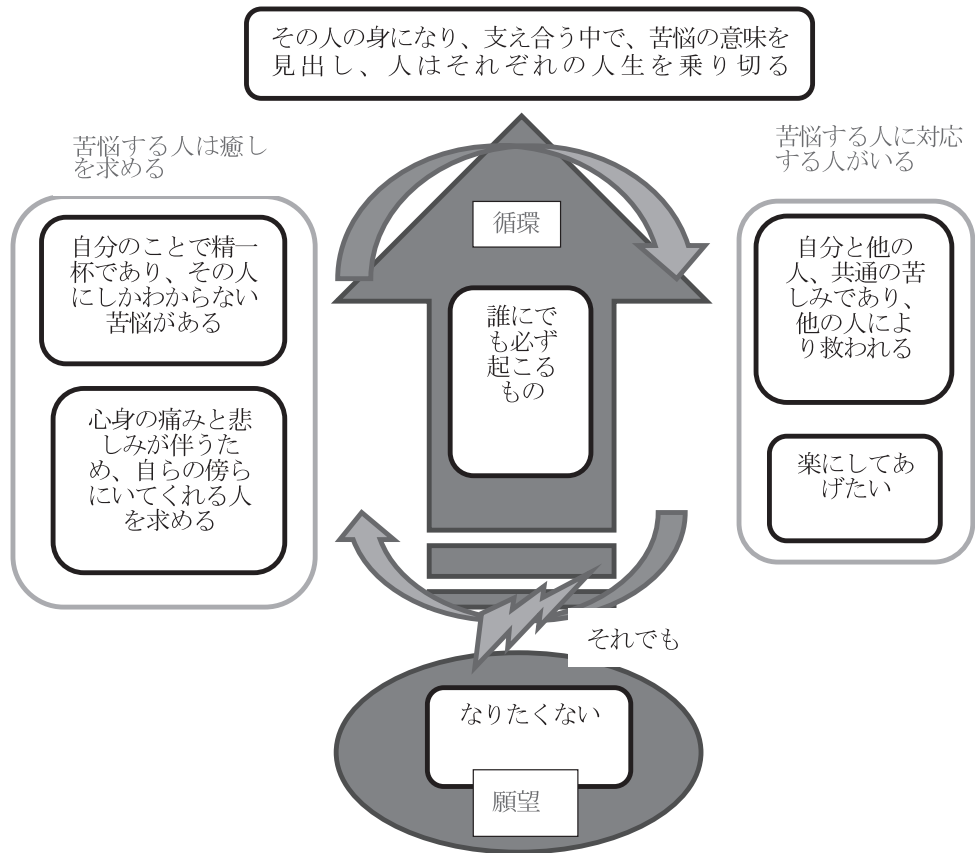 その人の身になり、支え合う中で、苦悩の意味を
見出し、人はそれぞれの人生を乗り切る
苦悩する人は癒し
を求める
自分のことで精一
杯であり、その人
にしかわからない
苦悩がある
心身の痛みと悲
しみが伴うた
め、自らの傍ら
にいてくれる人
を求める
循環
誰にで
も必ず
起こる
もの
苦悩する人に対応
する人がいる
自分と他の
人、共通の苦
しみであり、
他の人によ
り救われる
楽にしてあ
げたい
それでも
なりたくない
願望